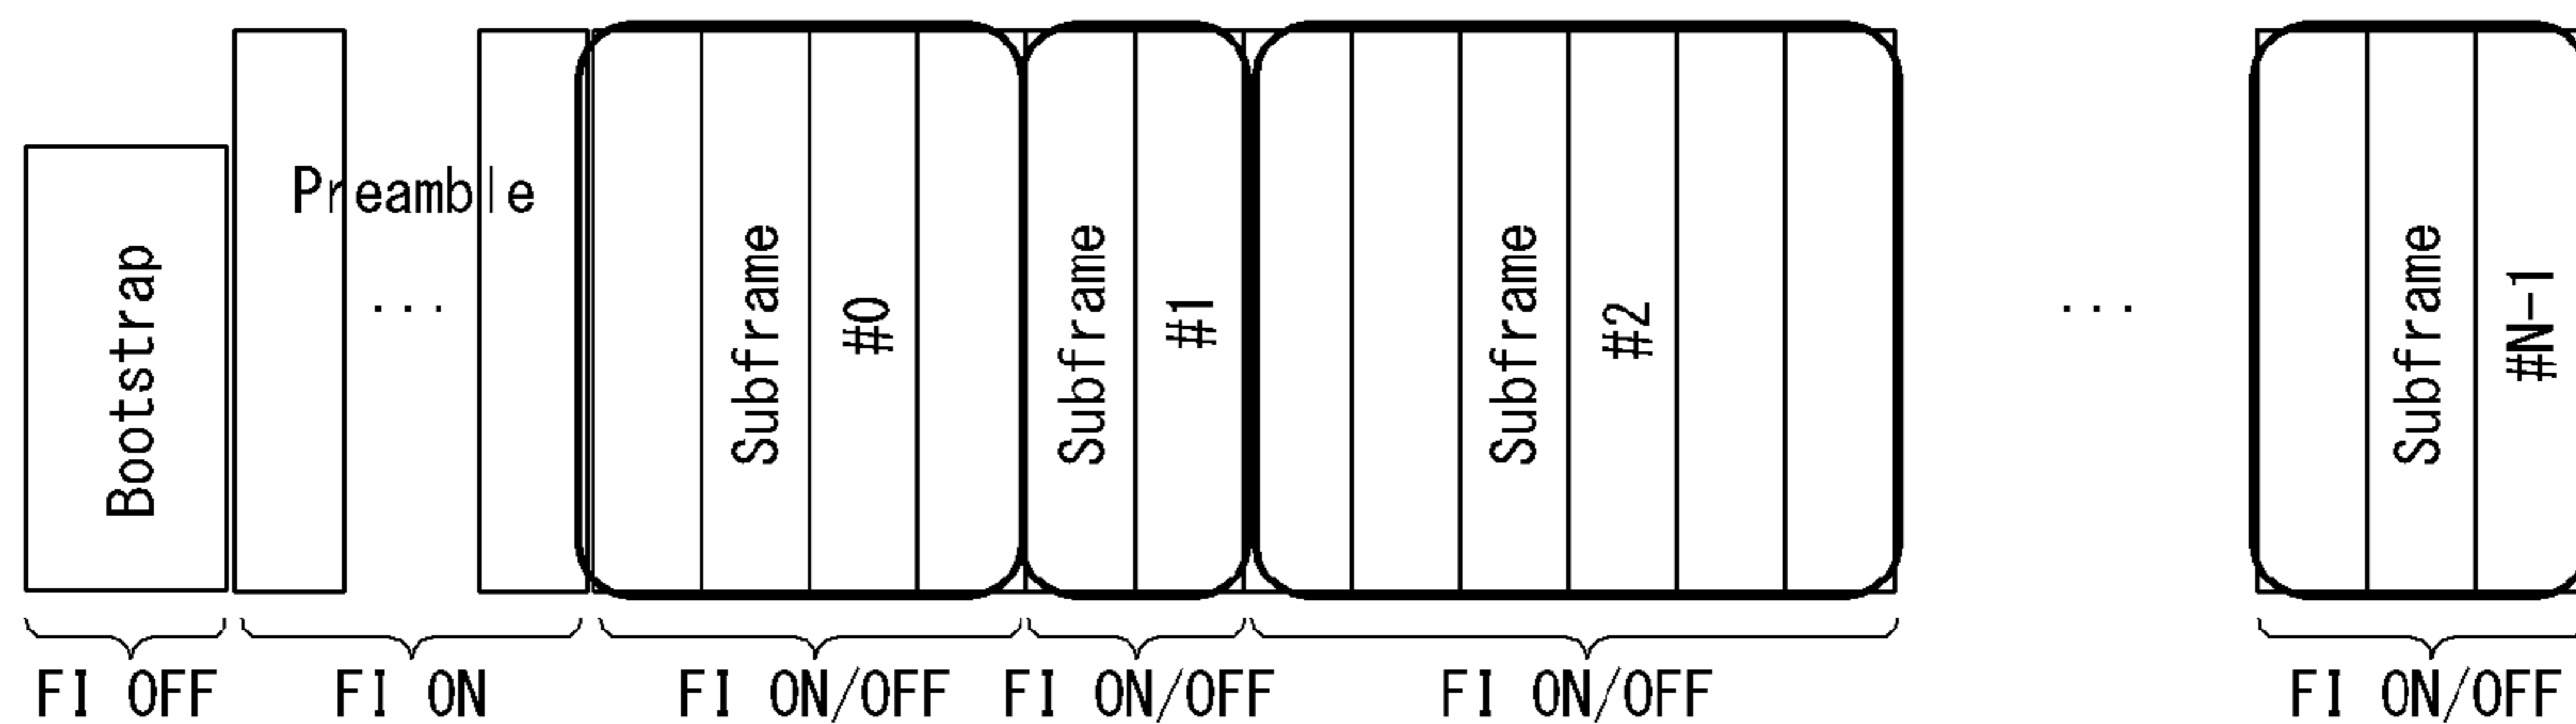 Bootstrap
Preamble
...
Subframe
#0
Subframe
#1
Subframe
#2
...
Subframe
#N-1
FI OFF
FI ON
FI ON/OFF
FI ON/OFF
FI ON/OFF
FI ON/OFF